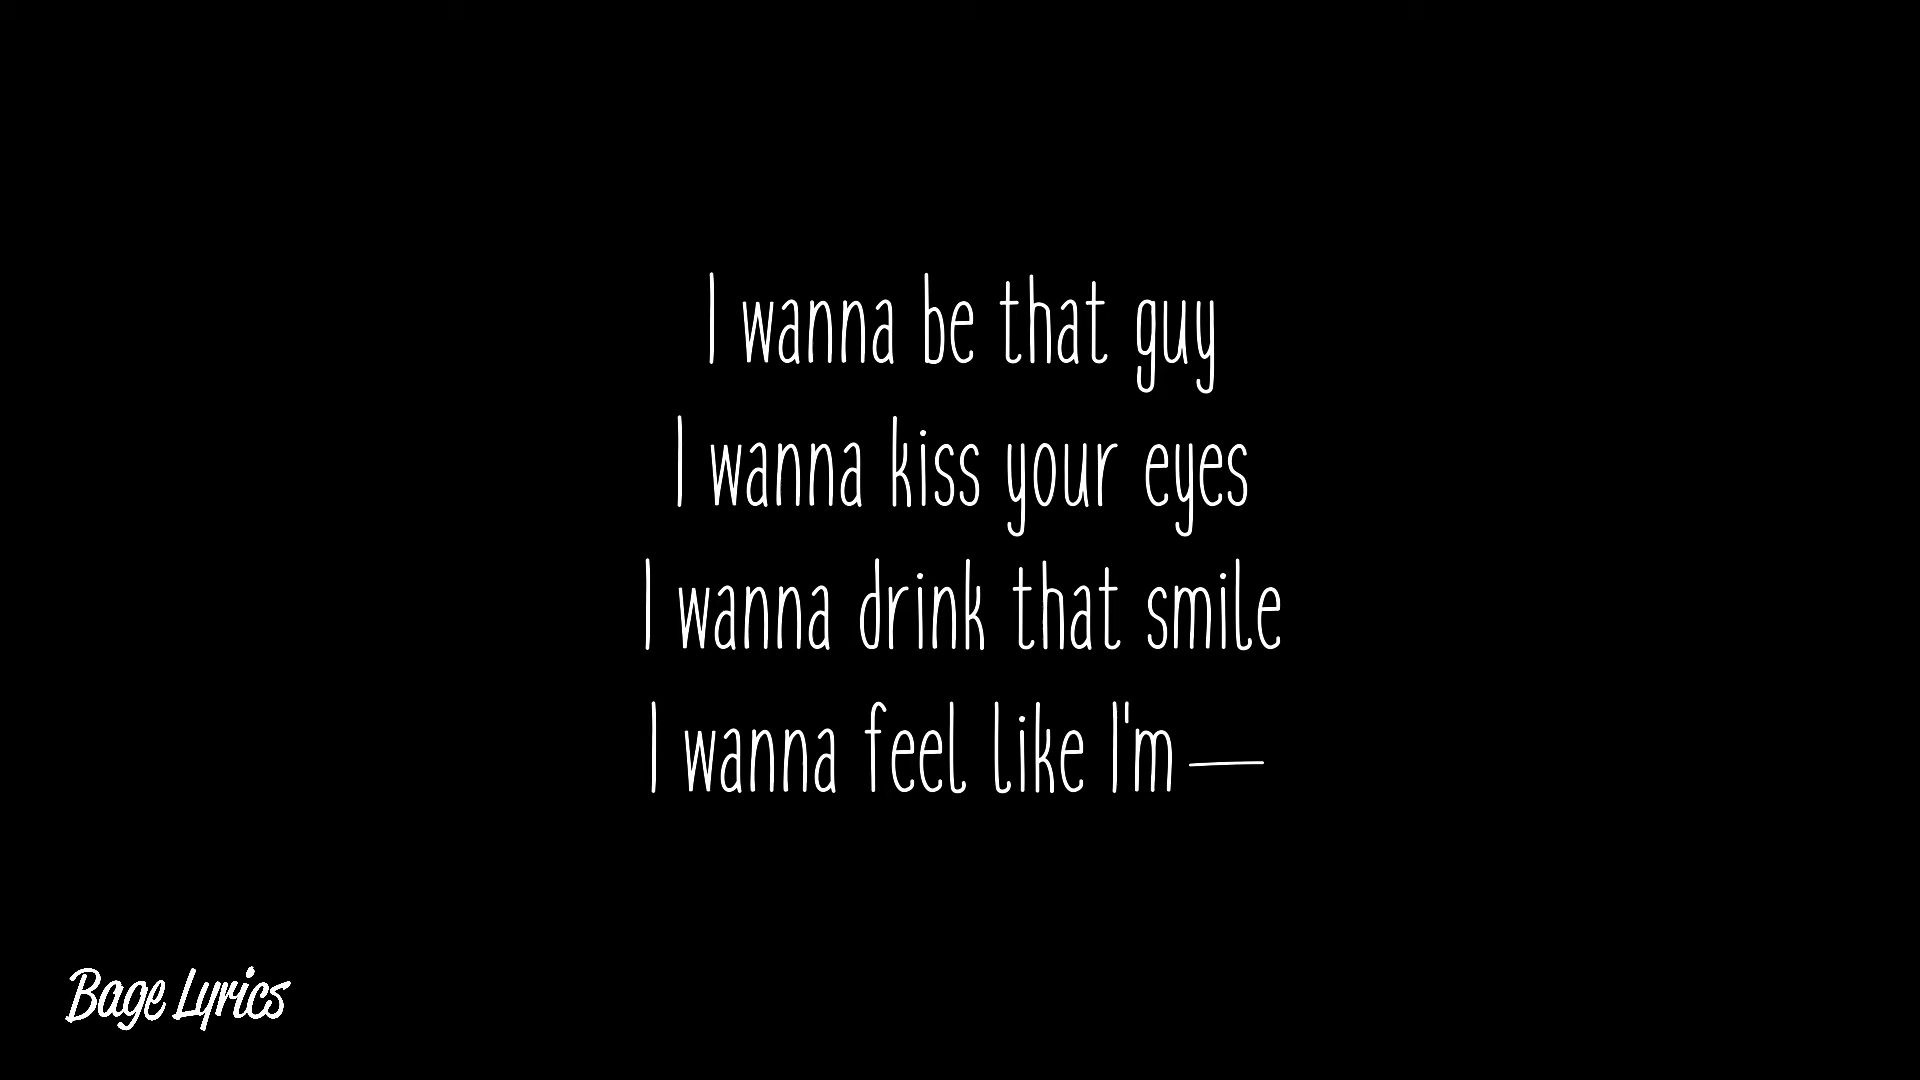 I wanna be that guy
I wanna kiss your eyes
I wanna drink that smile
I wanna feel like I'm—
Bage Lyrics